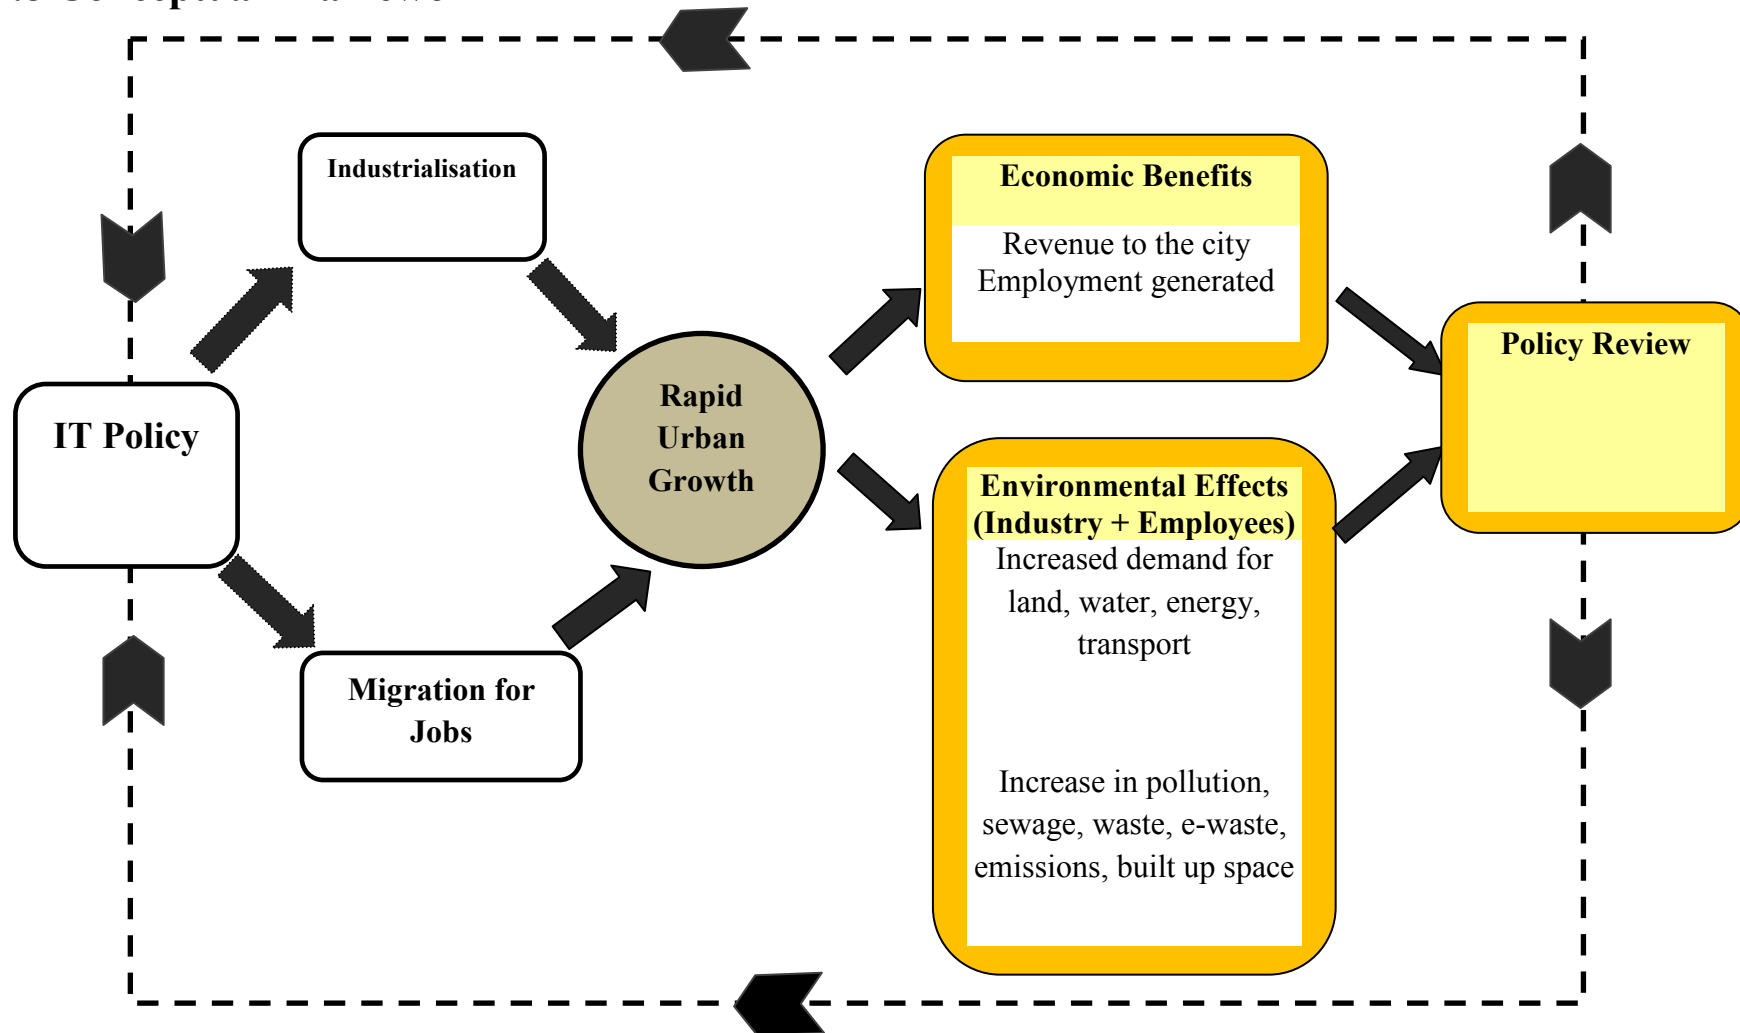 Industrialisation
Economic Benefits
Revenue to the city
Employment generated
Policy Review
IT Policy
Rapid
Urban
Growth
Environmental Effects
(Industry + Employees)
Increased demand for
land, water, energy,
transport
Migration for
Jobs
Increase in pollution,
sewage, waste, e-waste,
emissions, built up space